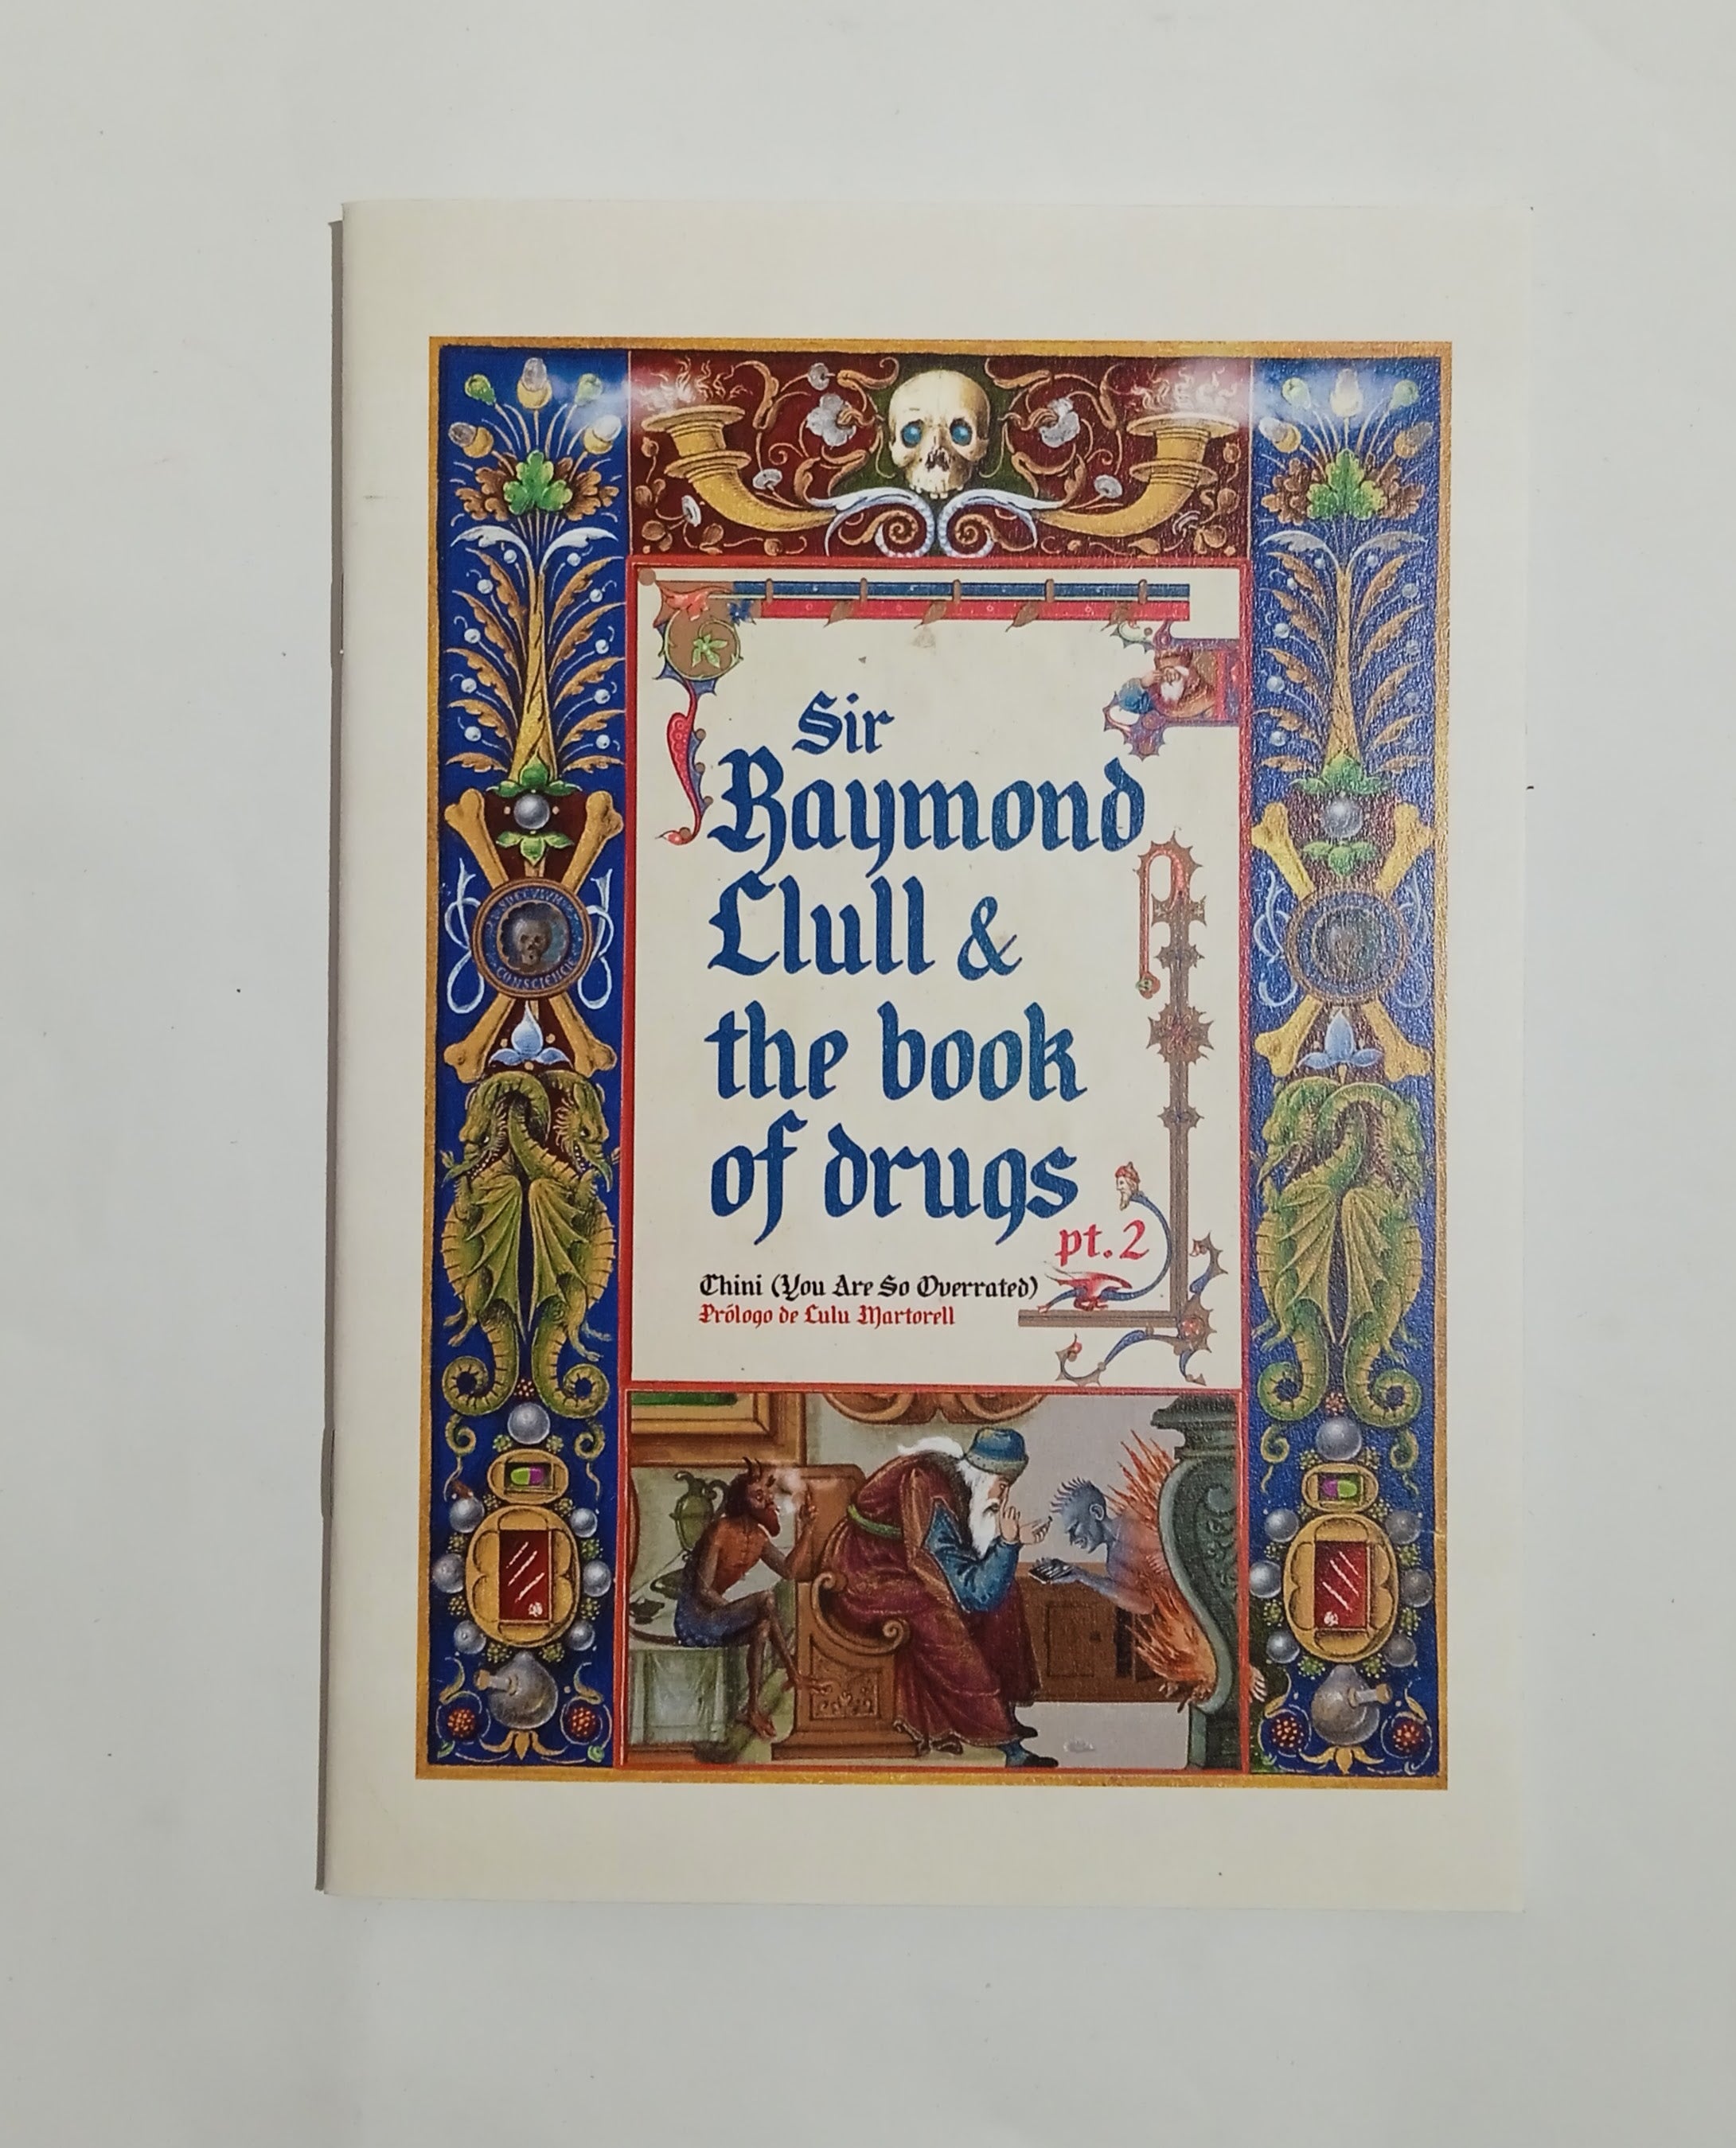 Sir
Raymond
Llull &
the book
of drugs
pt. 2
Chini (You Are So Overrated)
Prólogo de Lulu Martorell